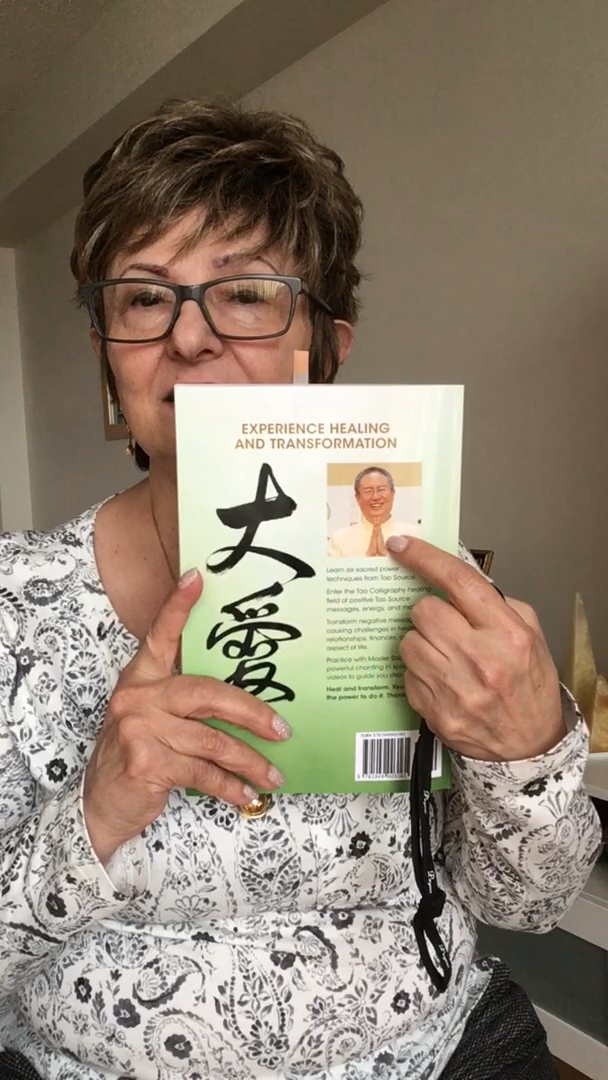 EXPERIENCE HEALING
AND TRANSFORMATION
大
愛
Learn six sacred power
techniques from Tao Source.
Enter the Tao Calligraphy healing
field of positive Tao Source
messages, energy, and
Transform negative
causing challenges in
relationships, finances,
aspect of life.
Practice with Master
powerful chanting in
videos to guide you
Heal and transform.
the power to do it.